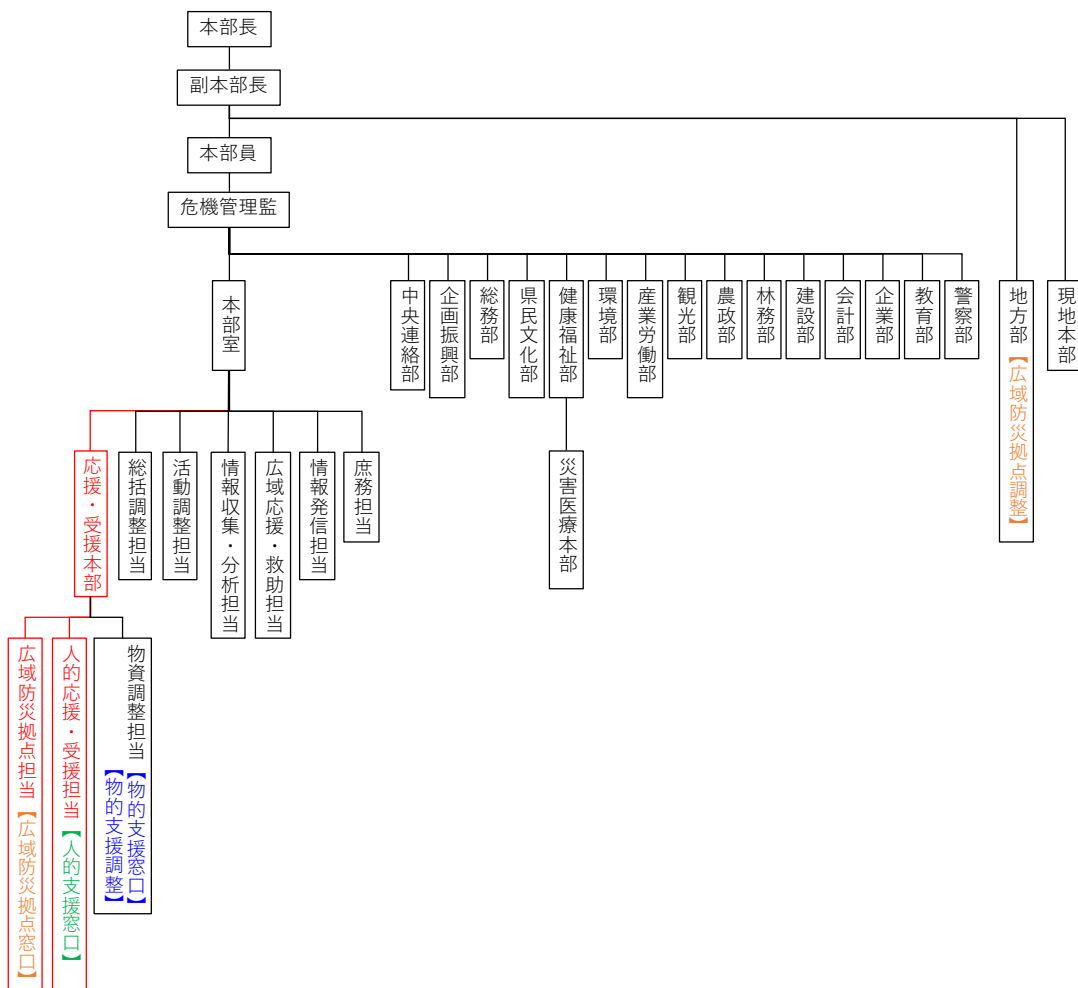 本部長
副本部長
本部員
危機管理監
本部室
中央連絡部
企画振興部
総務部
県民文化部
健康福祉部
環境部
産業労働部
観光部
農政部
林務部
建設部
会計部
企業部
教育部
警察部
地方部【広域防災拠点調整】
現地本部
応援・受援本部
総括調整担当
活動調整担当
情報収集・分析担当
広域応援・救助担当
情報発信担当
庶務担当
災害医療本部
広域防災拠点担当【広域防災拠点窓口】
人的応援・受援担当【人的支援窓口】
物資調整担当【物的支援窓口】
【物的支援調整】